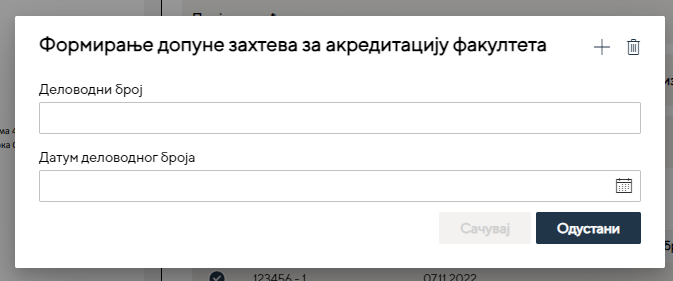 Формирање допуне захтева за акредитацију факултета
Деловодни број
Датум деловодног броја
Сачувај
Одустани
123456 - 1
07.11.2022